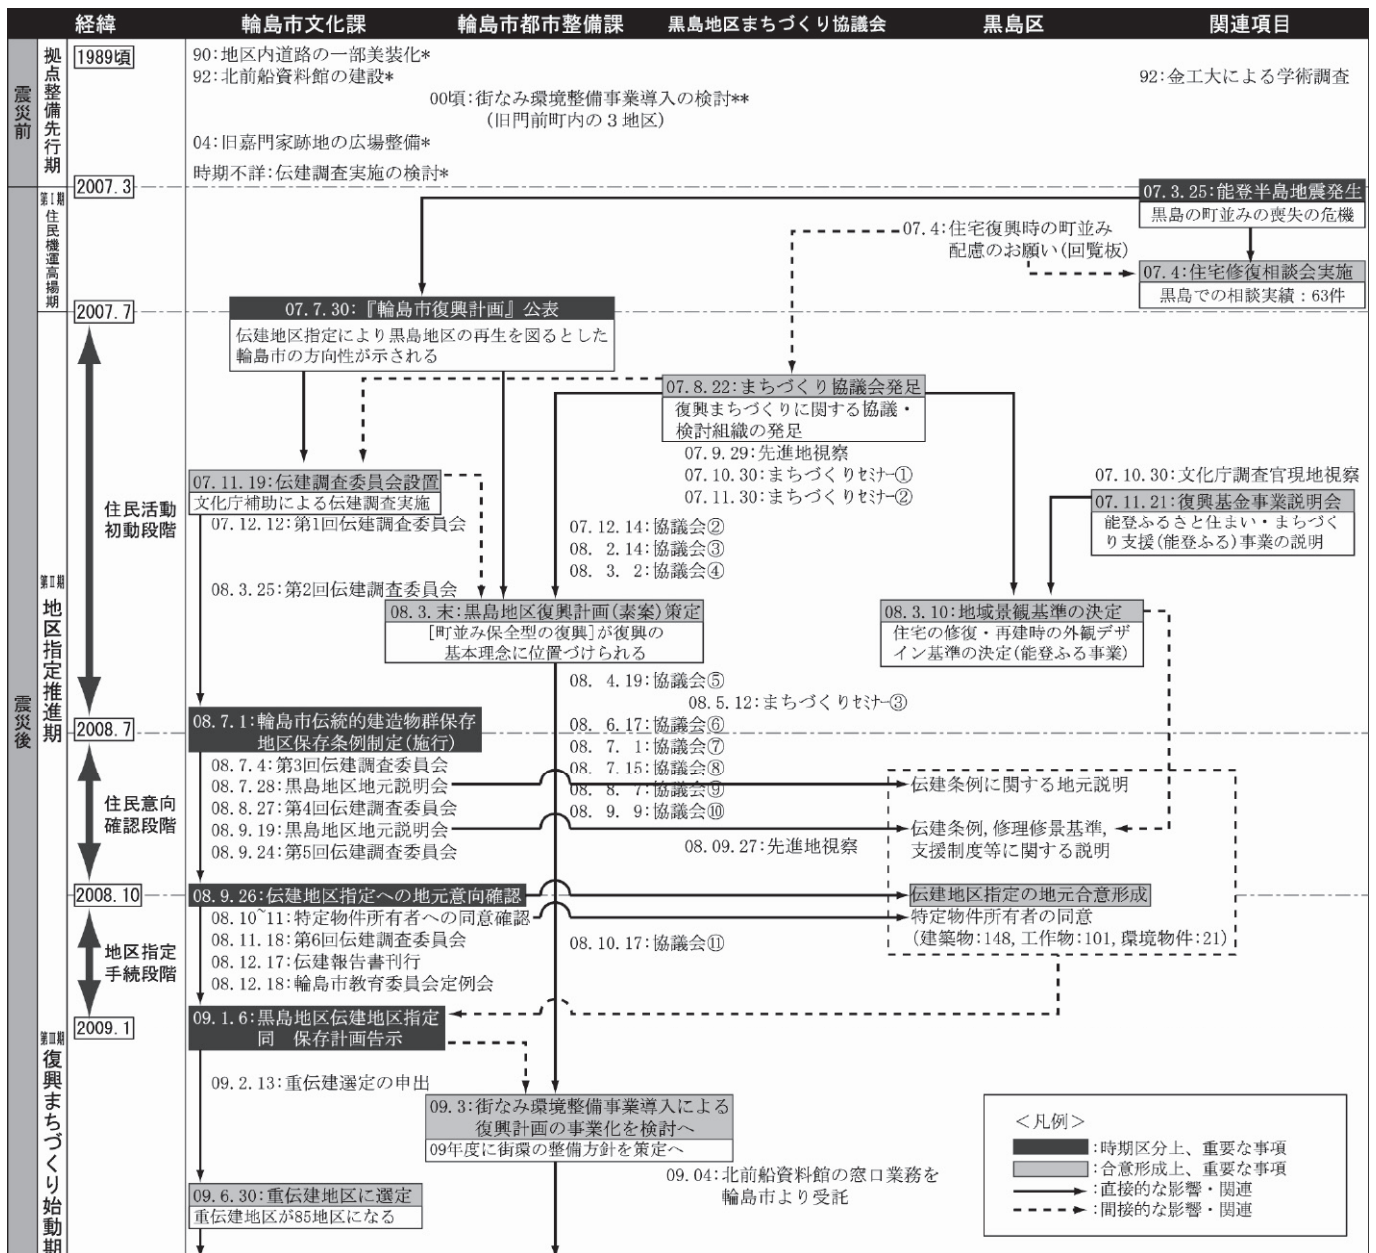 経緯
輪島市文化課
輪島市都市整備課
黒島地区まちづくり協議会
黒島区
関連項目
震災前
拠点整備先行期
1989頃
90:地区内道路の一部美装化*
92:北前船資料館の建設*
92:金工大による学術調査
00頃:街なみ環境整備事業導入の検討**
(旧門前町内の3地区)
04:旧嘉門家跡地の広場整備*
時期不詳:伝建調査実施の検討*
2007.3
震災後
第Ⅰ期
住民機運高揚期
07.3.25:能登半島地震発生
黒島の町並みの喪失の危機
07.4:住宅復興時の町並み
配慮のお願い(回覧板)
07.4:住宅修復相談会実施
黒島での相談実績:63件
2007.7
07.7.30:『輪島市復興計画』公表
伝建地区指定により黒島地区の再生を図るとした
輪島市の方向性が示される
第Ⅱ期
地区指定推進期
住民活動
初動段階
07.8.22:まちづくり協議会発足
復興まちづくりに関する協議・
検討組織の発足
07.9.29:先進地視察
07.10.30:まちづくりセミナー①
07.11.30:まちづくりセミナー②
07.10.30:文化庁調査官現地視察
07.11.21:復興基金事業説明会
能登ふるさと住まい・まちづく
り支援(能登ふる)事業の説明
07.11.19:伝建調査委員会設置
文化庁補助による伝建調査実施
07.12.12:第1回伝建調査委員会
07.12.14:協議会②
08. 2.14:協議会③
08. 3. 2:協議会④
08.3.25:第2回伝建調査委員会
08.3.末:黒島地区復興計画(素案)策定
[町並み保全型の復興]が復興の
基本理念に位置づけられる
08.3.10:地域景観基準の決定
住宅の修復・再建時の外観デザ
イン基準の決定(能登ふる事業)
08. 4.19:協議会⑤
08.5.12:まちづくりセミナー③
2008.7
08.7.1:輪島市伝統的建造物群保存
地区保存条例制定(施行)
08. 6.17:協議会⑥
08. 7. 1:協議会⑦
08. 7.15:協議会⑧
08. 8. 7:協議会⑨
08. 9. 9:協議会⑩
住民意向
確認段階
08.7.4:第3回伝建調査委員会
08.7.28:黒島地区地元説明会
08.8.27:第4回伝建調査委員会
08.9.19:黒島地区地元説明会
08.9.24:第5回伝建調査委員会
08.09.27:先進地視察
伝建条例に関する地元説明
伝建条例,修理修景基準,
支援制度等に関する説明
2008.10
08.9.26:伝建地区指定への地元意向確認
伝建地区指定の地元合意形成
地区指定
手続段階
08.10~11:特定物件所有者への同意確認
特定物件所有者の同意
(建築物:148,工作物:101,環境物件:21)
08.11.18:第6回伝建調査委員会
08.10.17:協議会⑪
08.12.17:伝建報告書刊行
08.12.18:輪島市教育委員会定例会
2009.1
09.1.6:黒島地区伝建地区指定
同 保存計画告示
第Ⅲ期
復興まちづくり始動期
09.2.13:重伝建選定の申出
09.3:街なみ環境整備事業導入による
復興計画の事業化を検討へ
09年度に街環の整備方針を策定へ
09.04:北前船資料館の窓口業務を
輪島市より受託
09.6.30:重伝建地区に選定
重伝建地区が85地区になる
<凡例>
:時期区分上、重要な事項
:合意形成上、重要な事項
:直接的な影響・関連
:間接的な影響・関連